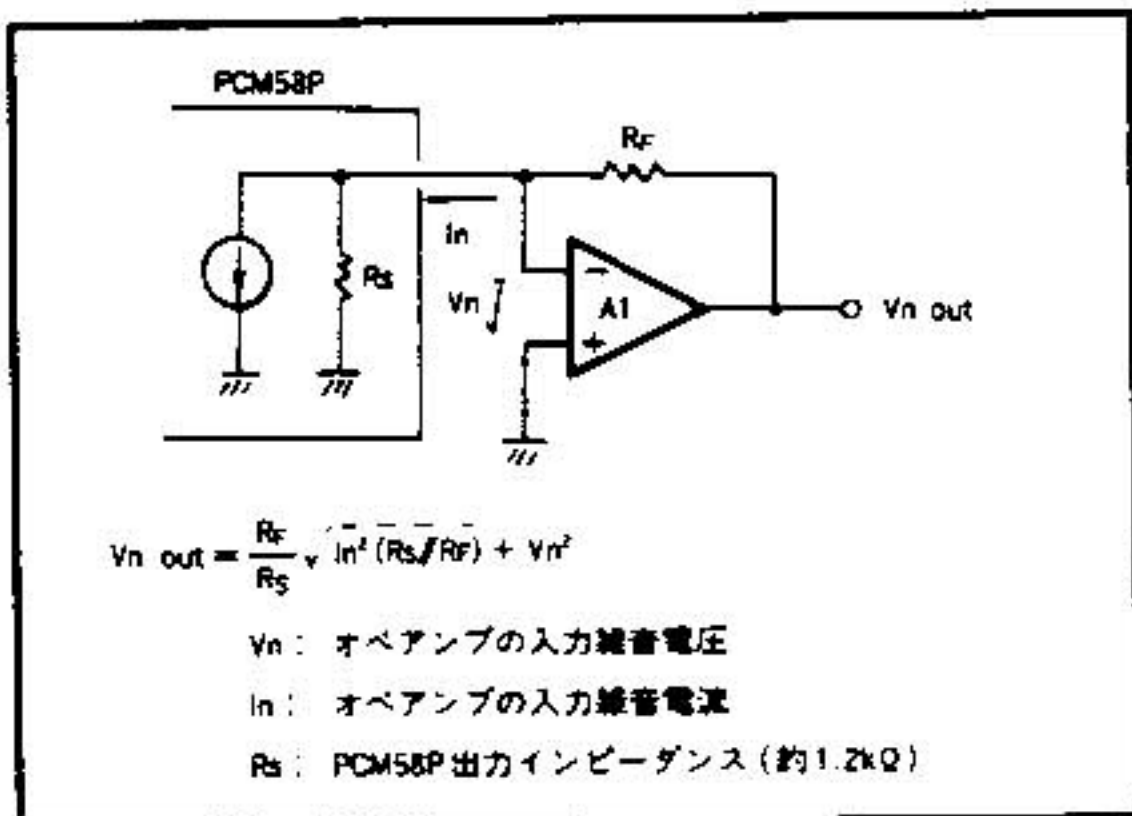 PCM58P
RF
In
Rs
Vn
−
A1
+
Vn out
Vn out = RF/RS √ In² (Rs//RF) + Vn²
Vn : オペアンプの入力雑音電圧
In : オペアンプの入力雑音電流
Rs : PCM58P出力インピーダンス (約1.2kΩ)